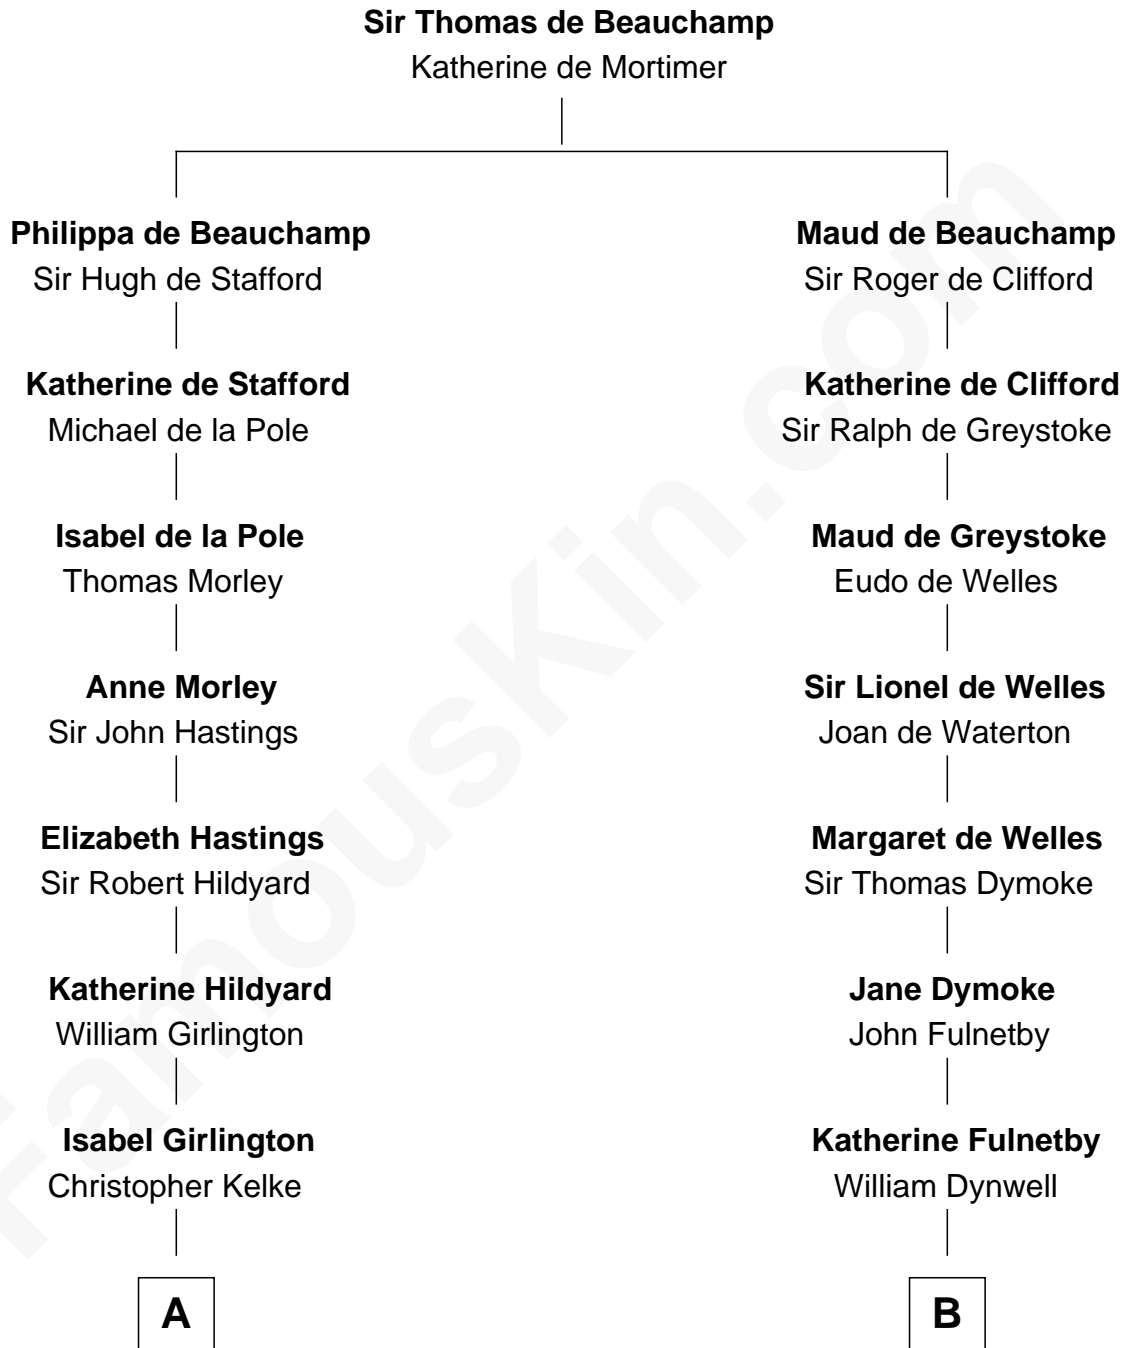 Sir Thomas de Beauchamp
Katherine de Mortimer
Philippa de Beauchamp
Sir Hugh de Stafford
Maud de Beauchamp
Sir Roger de Clifford
Katherine de Stafford
Michael de la Pole
Katherine de Clifford
Sir Ralph de Greystoke
Isabel de la Pole
Thomas Morley
Maud de Greystoke
Eudo de Welles
Anne Morley
Sir John Hastings
Sir Lionel de Welles
Joan de Waterton
Elizabeth Hastings
Sir Robert Hildyard
Margaret de Welles
Sir Thomas Dymoke
Katherine Hildyard
William Girlington
Jane Dymoke
John Fulnetby
Isabel Girlington
Christopher Kelke
Katherine Fulnetby
William Dynwell
A
B
FamousKin.com